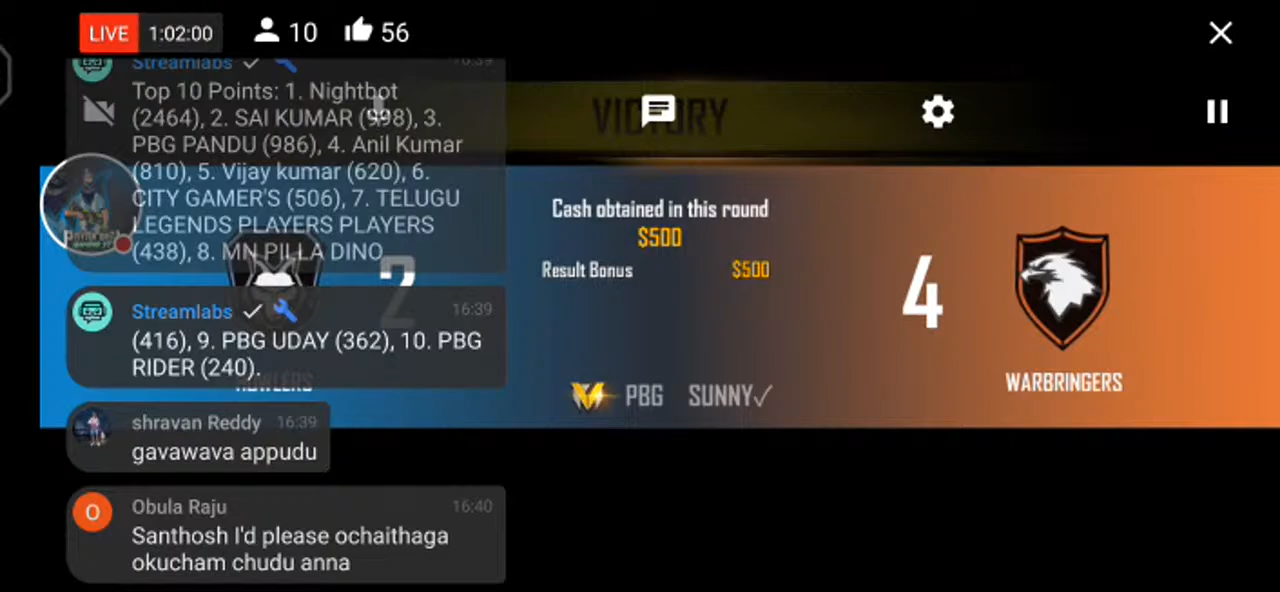 LIVE 1:02:00 10 56
VICTORY
Streamlabs 16:39
Top 10 Points: 1. Nightbot
(2464), 2. SAI KUMAR (998), 3.
PBG PANDU (986), 4. Anil Kumar
(810), 5. Vijay kumar (620), 6.
CITY GAMER'S (506), 7. TELUGU
LEGENDS PLAYERS PLAYERS
(438), 8. MN PILLA DINO
Streamlabs 16:39
(416), 9. PBG UDAY (362), 10. PBG
RIDER (240).
shravan Reddy 16:39
gavawava appudu
O
Obula Raju 16:40
Santhosh I'd please ochaithaga
okucham chudu anna
2
HOWLERS
Cash obtained in this round
$500
Result Bonus $500
PBG SUNNY✓
4
WARBRINGERS